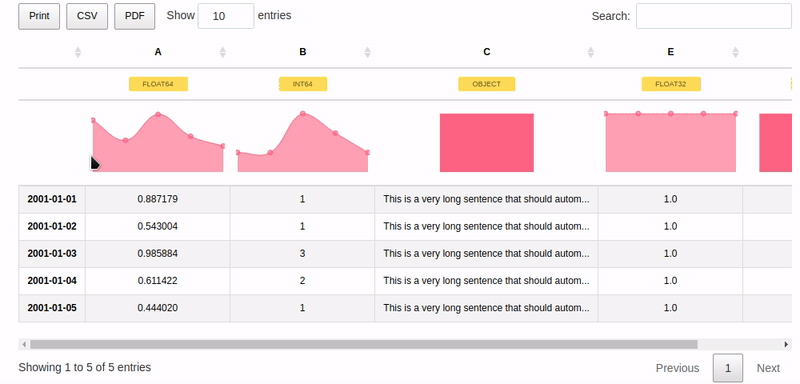 Print CSV PDF Show 10 entries Search:
A B C E
FLOAT64 INT64 OBJECT FLOAT32
2001-01-01 0.887179 1 This is a very long sentence that should autom... 1.0
2001-01-02 0.543004 1 This is a very long sentence that should autom... 1.0
2001-01-03 0.985884 3 This is a very long sentence that should autom... 1.0
2001-01-04 0.611422 2 This is a very long sentence that should autom... 1.0
2001-01-05 0.444020 1 This is a very long sentence that should autom... 1.0
Showing 1 to 5 of 5 entries Previous 1 Next